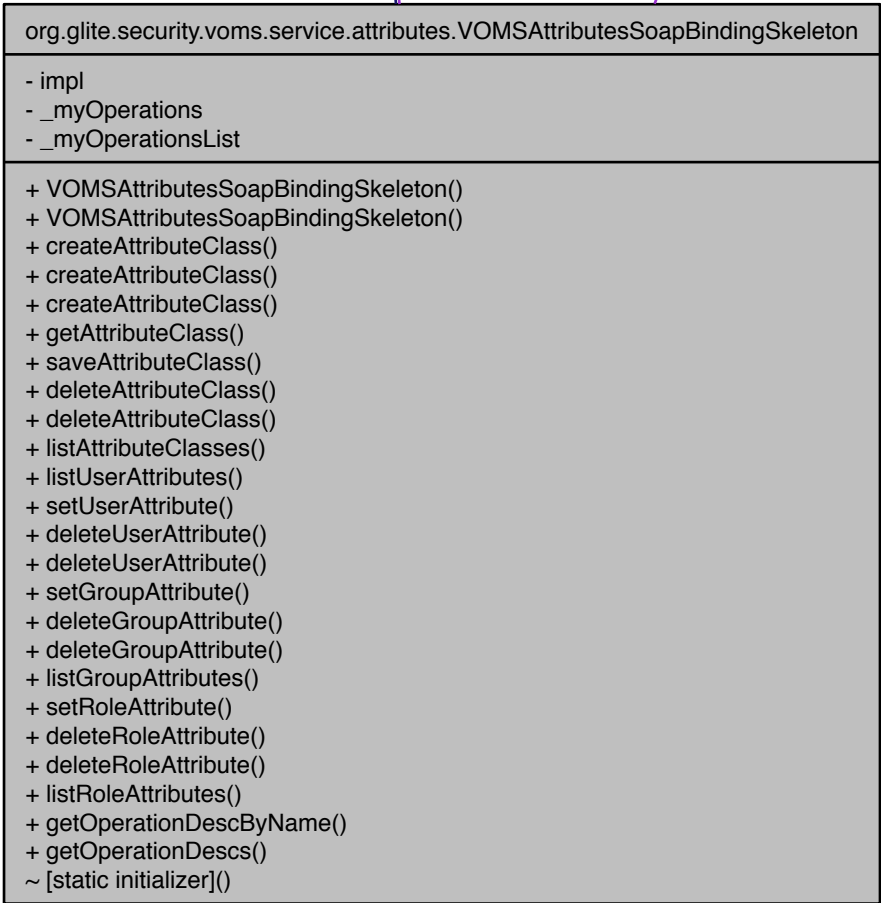 org.glite.security.voms.service.attributes.VOMSAttributesSoapBindingSkeleton
- impl
- _myOperations
- _myOperationsList
+ VOMSAttributesSoapBindingSkeleton()
+ VOMSAttributesSoapBindingSkeleton()
+ createAttributeClass()
+ createAttributeClass()
+ createAttributeClass()
+ getAttributeClass()
+ saveAttributeClass()
+ deleteAttributeClass()
+ deleteAttributeClass()
+ listAttributeClasses()
+ listUserAttributes()
+ setUserAttribute()
+ deleteUserAttribute()
+ deleteUserAttribute()
+ setGroupAttribute()
+ deleteGroupAttribute()
+ deleteGroupAttribute()
+ listGroupAttributes()
+ setRoleAttribute()
+ deleteRoleAttribute()
+ deleteRoleAttribute()
+ listRoleAttributes()
+ getOperationDescByName()
+ getOperationDescs()
~ [static initializer]()